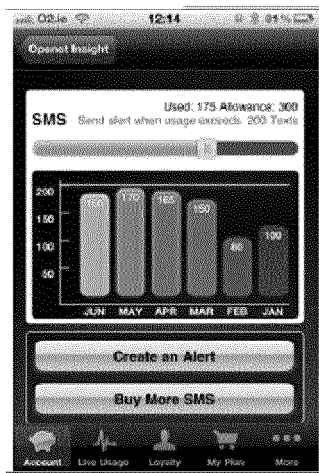 O2.ie 12:14 81%
Openet Insight
Used: 175 Allowance: 300
SMS Send alert when usage exceeds 200 Texts
200
150
100
50
170 165 150 80 100
JUN MAY APR MAR FEB JAN
Create an Alert
Buy More SMS
Account Live Usage Loyalty My Plan More